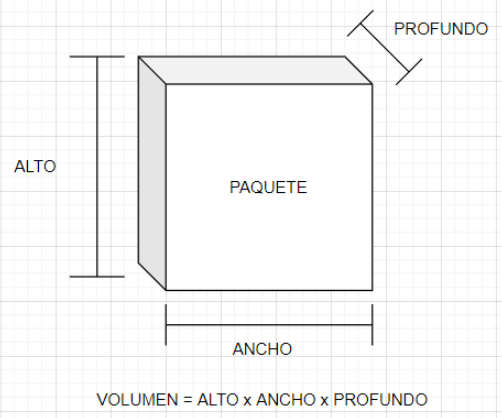 PROFUNDO
ALTO
PAQUETE
ANCHO
VOLUMEN = ALTO x ANCHO x PROFUNDO